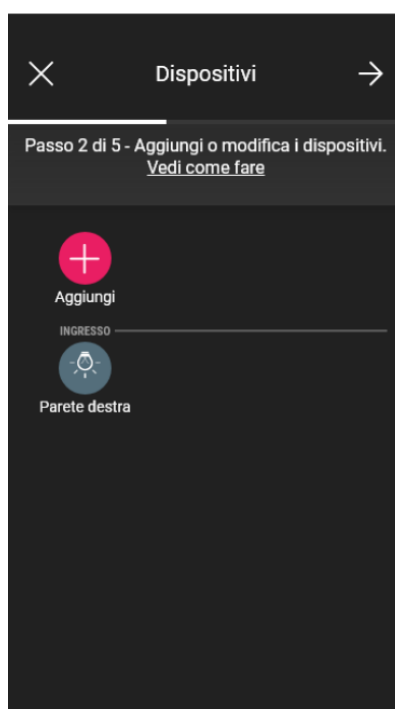 Dispositivi
Passo 2 di 5 - Aggiungi o modifica i dispositivi.
Vedi come fare
Aggiungi
INGRESSO
Parete destra